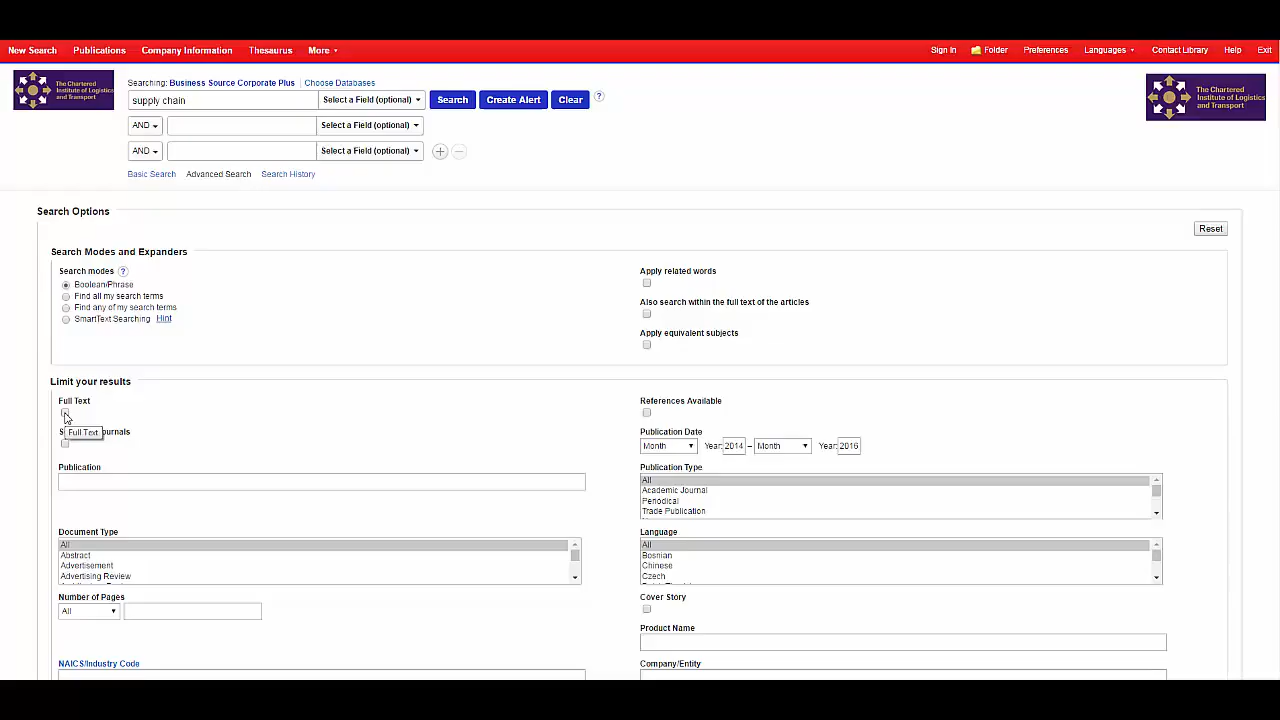 New Search Publications Company Information Thesaurus More Sign In Folder Preferences Languages Contact Library Help Exit
The Chartered
Institute of Logistics
and Transport
Searching: Business Source Corporate Plus Choose Databases
supply chain Select a Field (optional) Search Create Alert Clear ?
The Chartered
Institute of Logistics
and Transport
AND Select a Field (optional)
AND Select a Field (optional)
Basic Search Advanced Search Search History
Search Options
Reset
Search Modes and Expanders
Search modes ?
Boolean/Phrase
Find all my search terms
Find any of my search terms
SmartText Searching Hint
Apply related words
Also search within the full text of the articles
Apply equivalent subjects
Limit your results
Full Text
Full Text
References Available
Publication Date
Month Year: 2014 – Month Year: 2016
Publication
Publication Type
All
Academic Journal
Periodical
Trade Publication
Document Type
All
Abstract
Advertisement
Advertising Review
Language
All
Bosnian
Chinese
Czech
Number of Pages
All
Cover Story
Product Name
NAICS/Industry Code
Company/Entity